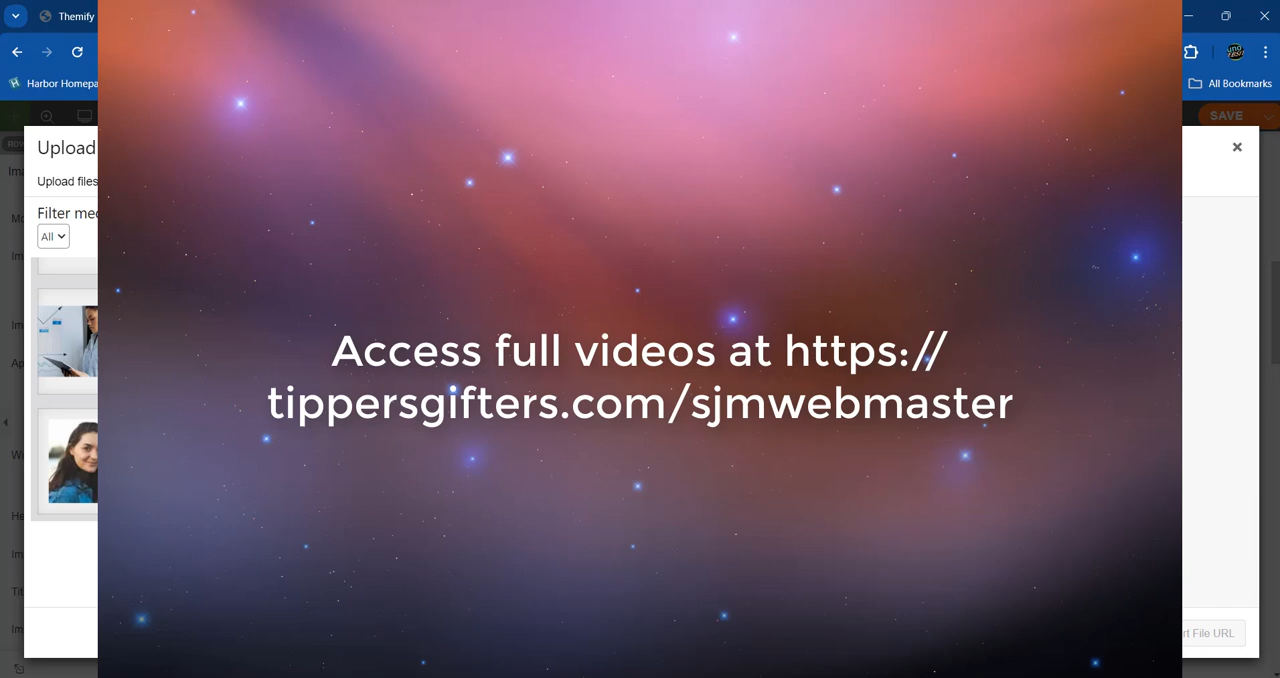 Themify
Harbor Homepa
All Bookmarks
SAVE
Upload
Upload files
Filter med
All
Access full videos at https://
tippersgifters.com/sjmwebmaster
rt File URL